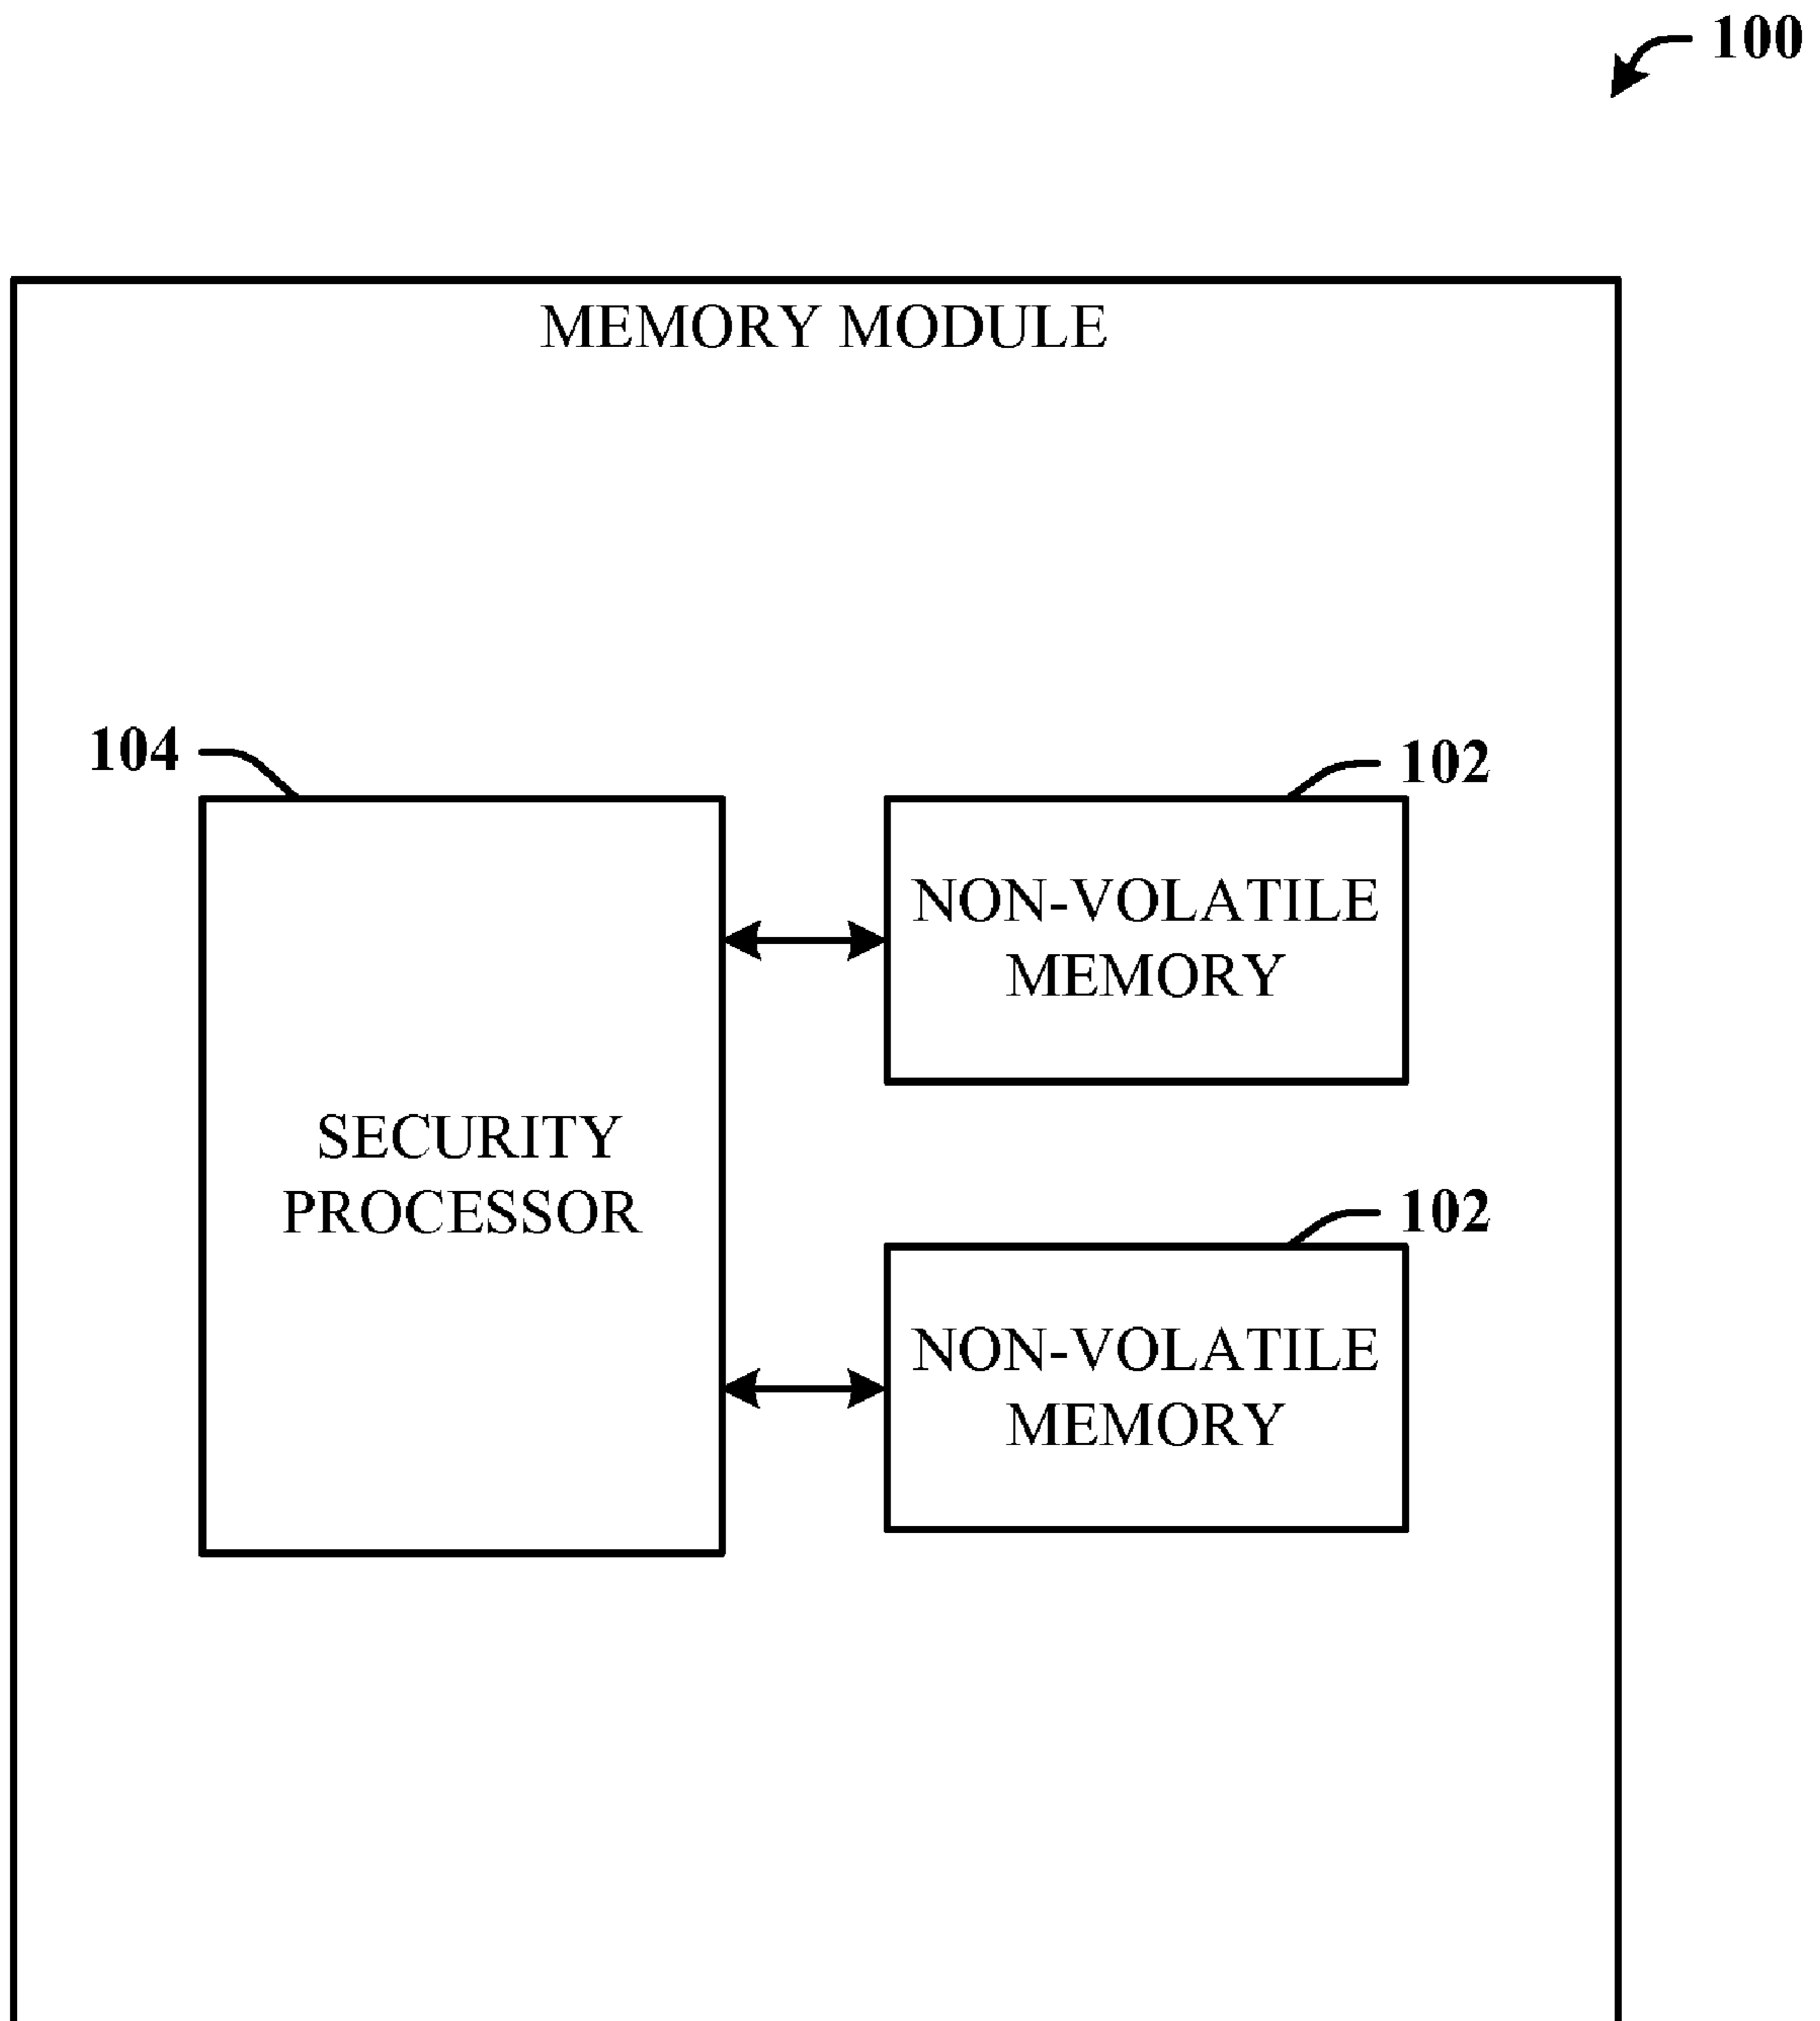 100
MEMORY MODULE
104
102
NON-VOLATILE
MEMORY
SECURITY
PROCESSOR
102
NON-VOLATILE
MEMORY